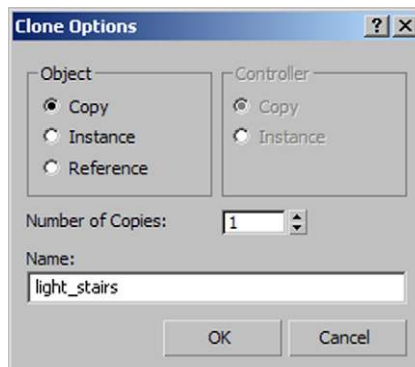 Clone Options
? X
Object
Controller
Copy
Copy
Instance
Instance
Reference
Number of Copies:
1
Name:
light_stairs
OK
Cancel